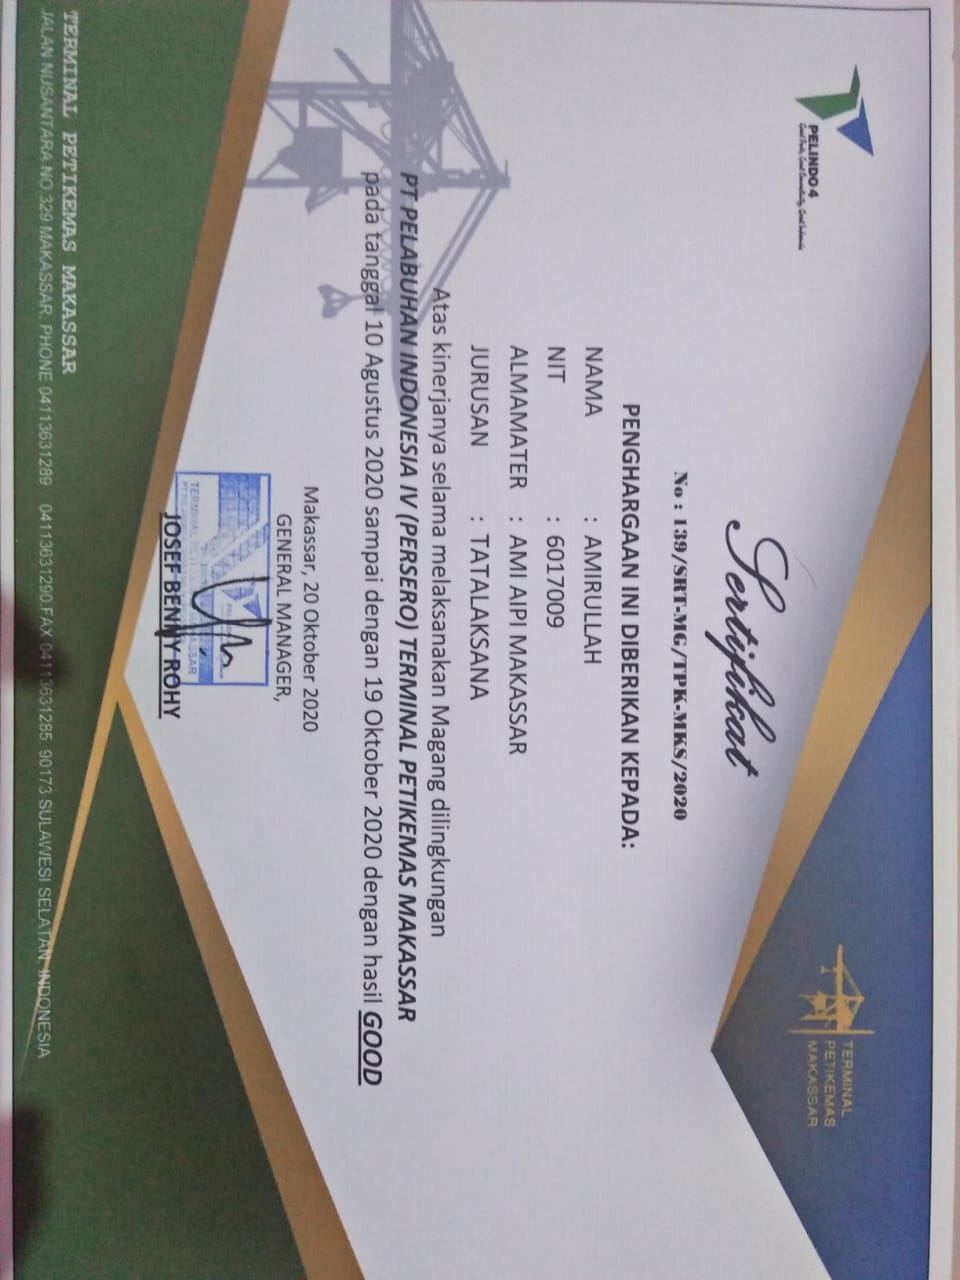 PELINDO 4
TERMINAL
PETIKEMAS
MAKASSAR
Sertifikat
No : 139/SRT-MG/TPK-MKS/2020
PENGHARGAAN INI DIBERIKAN KEPADA:
NAMA : AMIRULLAH
NIT : 6017009
ALMAMATER : AMI AIPI MAKASSAR
JURUSAN : TATALAKSANA
Atas kinerjanya selama melaksanakan Magang dilingkungan
PT PELABUHAN INDONESIA IV (PERSERO) TERMINAL PETIKEMAS MAKASSAR
pada tanggal 10 Agustus 2020 sampai dengan 19 Oktober 2020 dengan hasil GOOD
Makassar, 20 Oktober 2020
GENERAL MANAGER,
JOSEF BENNY ROHY
TERMINAL PETIKEMAS MAKASSAR
JALAN NUSANTARA NO.329 MAKASSAR, PHONE 04113631289 04113631290.FAX 04113631285 90173 SULAWESI SELATAN, INDONESIA